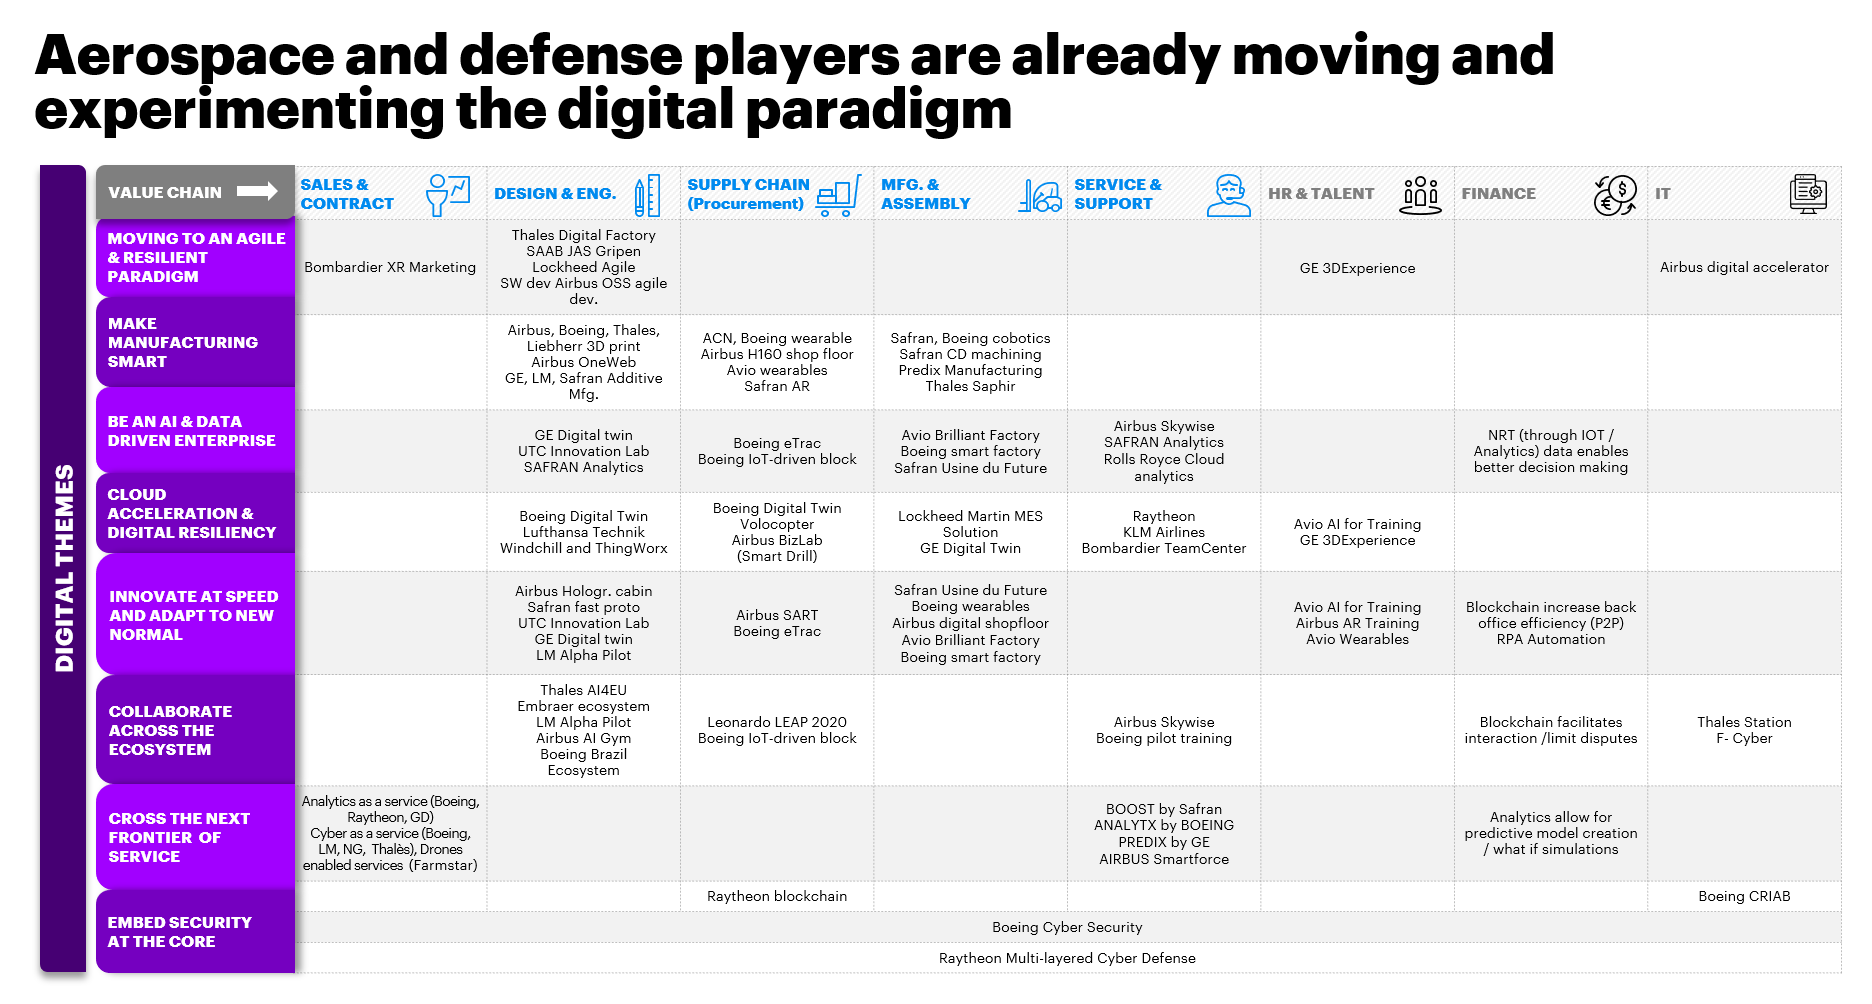 Aerospace and defense players are already moving and
experimenting the digital paradigm
DIGITAL THEMES
VALUE CHAIN
SALES &
CONTRACT
DESIGN & ENG.
SUPPLY CHAIN
(Procurement)
MFG. &
ASSEMBLY
SERVICE &
SUPPORT
HR & TALENT
FINANCE
IT
MOVING TO AN AGILE
& RESILIENT
PARADIGM
Bombardier XR Marketing
Thales Digital Factory
SAAB JAS Gripen
Lockheed Agile
SW dev Airbus OSS agile
dev.
GE 3DExperience
Airbus digital accelerator
MAKE
MANUFACTURING
SMART
Airbus, Boeing, Thales,
Liebherr 3D print
Airbus OneWeb
GE, LM, Safran Additive
Mfg.
ACN, Boeing wearable
Airbus H160 shop floor
Avio wearables
Safran AR
Safran, Boeing cobotics
Safran CD machining
Predix Manufacturing
Thales Saphir
BE AN AI & DATA
DRIVEN ENTERPRISE
GE Digital twin
UTC Innovation Lab
SAFRAN Analytics
Boeing eTrac
Boeing IoT-driven block
Avio Brilliant Factory
Boeing smart factory
Safran Usine du Future
Airbus Skywise
SAFRAN Analytics
Rolls Royce Cloud
analytics
NRT (through IOT /
Analytics) data enables
better decision making
CLOUD
ACCELERATION &
DIGITAL RESILIENCY
Boeing Digital Twin
Lufthansa Technik
Windchill and ThingWorx
Boeing Digital Twin
Volocopter
Airbus BizLab
(Smart Drill)
Lockheed Martin MES
Solution
GE Digital Twin
Raytheon
KLM Airlines
Bombardier TeamCenter
Avio AI for Training
GE 3DExperience
INNOVATE AT SPEED
AND ADAPT TO NEW
NORMAL
Airbus Hologr. cabin
Safran fast proto
UTC Innovation Lab
GE Digital twin
LM Alpha Pilot
Airbus SART
Boeing eTrac
Safran Usine du Future
Boeing wearables
Airbus digital shopfloor
Avio Brilliant Factory
Boeing smart factory
Avio AI for Training
Airbus AR Training
Avio Wearables
Blockchain increase back
office efficiency (P2P)
RPA Automation
COLLABORATE
ACROSS THE
ECOSYSTEM
Thales AI4EU
Embraer ecosystem
LM Alpha Pilot
Airbus AI Gym
Boeing Brazil
Ecosystem
Leonardo LEAP 2020
Boeing IoT-driven block
Airbus Skywise
Boeing pilot training
Blockchain facilitates
interaction /limit disputes
Thales Station
F- Cyber
CROSS THE NEXT
FRONTIER OF
SERVICE
Analytics as a service (Boeing,
Raytheon, GD)
Cyber as a service (Boeing,
LM, NG, Thalès), Drones
enabled services (Farmstar)
BOOST by Safran
ANALYTX by BOEING
PREDIX by GE
AIRBUS Smartforce
Analytics allow for
predictive model creation
/ what if simulations
EMBED SECURITY
AT THE CORE
Raytheon blockchain
Boeing CRIAB
Boeing Cyber Security
Raytheon Multi-layered Cyber Defense